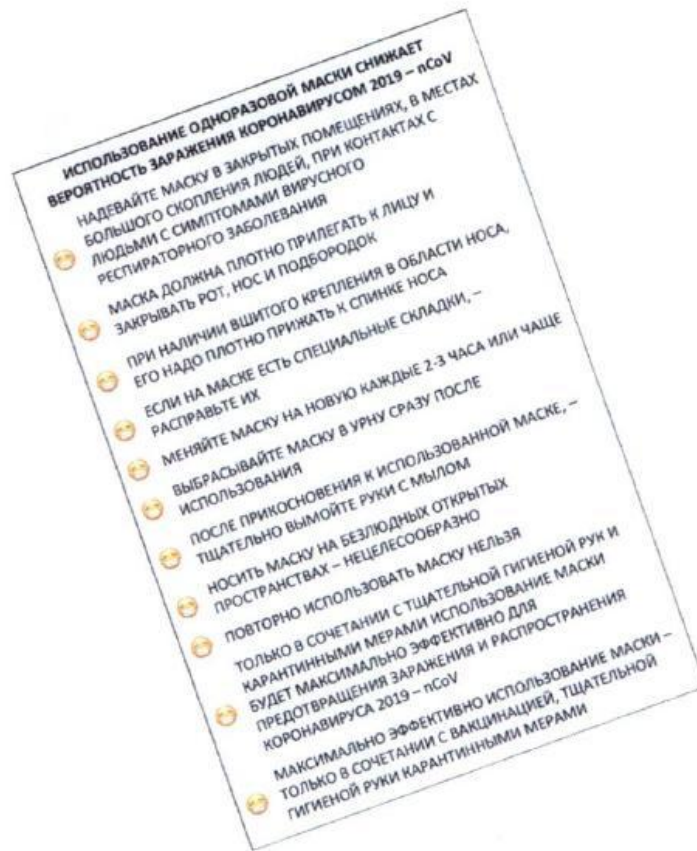 ИСПОЛЬЗОВАНИЕ ОДНОРАЗОВОЙ МАСКИ СНИЖАЕТ
ВЕРОЯТНОСТЬ ЗАРАЖЕНИЯ КОРОНАВИРУСОМ 2019 – nCoV
НАДЕВАЙТЕ МАСКУ В ЗАКРЫТЫХ ПОМЕЩЕНИЯХ, В МЕСТАХ
БОЛЬШОГО СКОПЛЕНИЯ ЛЮДЕЙ, ПРИ КОНТАКТАХ С
ЛЮДЬМИ С СИМПТОМАМИ ВИРУСНОГО
РЕСПИРАТОРНОГО ЗАБОЛЕВАНИЯ
МАСКА ДОЛЖНА ПЛОТНО ПРИЛЕГАТЬ К ЛИЦУ И
ЗАКРЫВАТЬ РОТ, НОС И ПОДБОРОДОК
ПРИ НАЛИЧИИ ВШИТОГО КРЕПЛЕНИЯ В ОБЛАСТИ НОСА,
ЕГО НАДО ПЛОТНО ПРИЖАТЬ К СПИНКЕ НОСА
ЕСЛИ НА МАСКЕ ЕСТЬ СПЕЦИАЛЬНЫЕ СКЛАДКИ, –
РАСПРАВЬТЕ ИХ
МЕНЯЙТЕ МАСКУ НА НОВУЮ КАЖДЫЕ 2-3 ЧАСА ИЛИ ЧАЩЕ
ВЫБРАСЫВАЙТЕ МАСКУ В УРНУ СРАЗУ ПОСЛЕ
ИСПОЛЬЗОВАНИЯ
ПОСЛЕ ПРИКОСНОВЕНИЯ К ИСПОЛЬЗОВАННОЙ МАСКЕ, –
ТЩАТЕЛЬНО ВЫМОЙТЕ РУКИ С МЫЛОМ
НОСИТЬ МАСКУ НА БЕЗЛЮДНЫХ ОТКРЫТЫХ
ПРОСТРАНСТВАХ – НЕЦЕЛЕСООБРАЗНО
ПОВТОРНО ИСПОЛЬЗОВАТЬ МАСКУ НЕЛЬЗЯ
ТОЛЬКО В СОЧЕТАНИИ С ТЩАТЕЛЬНОЙ ГИГИЕНОЙ РУК И
КАРАНТИННЫМИ МЕРАМИ ИСПОЛЬЗОВАНИЕ МАСКИ
БУДЕТ МАКСИМАЛЬНО ЭФФЕКТИВНО ДЛЯ
ПРЕДОТВРАЩЕНИЯ ЗАРАЖЕНИЯ И РАСПРОСТРАНЕНИЯ
КОРОНАВИРУСА 2019 – nCoV
МАКСИМАЛЬНО ЭФФЕКТИВНО ИСПОЛЬЗОВАНИЕ МАСКИ –
ТОЛЬКО В СОЧЕТАНИИ С ВАКЦИНАЦИЕЙ, ТЩАТЕЛЬНОЙ
ГИГИЕНОЙ РУКИ КАРАНТИННЫМИ МЕРАМИ